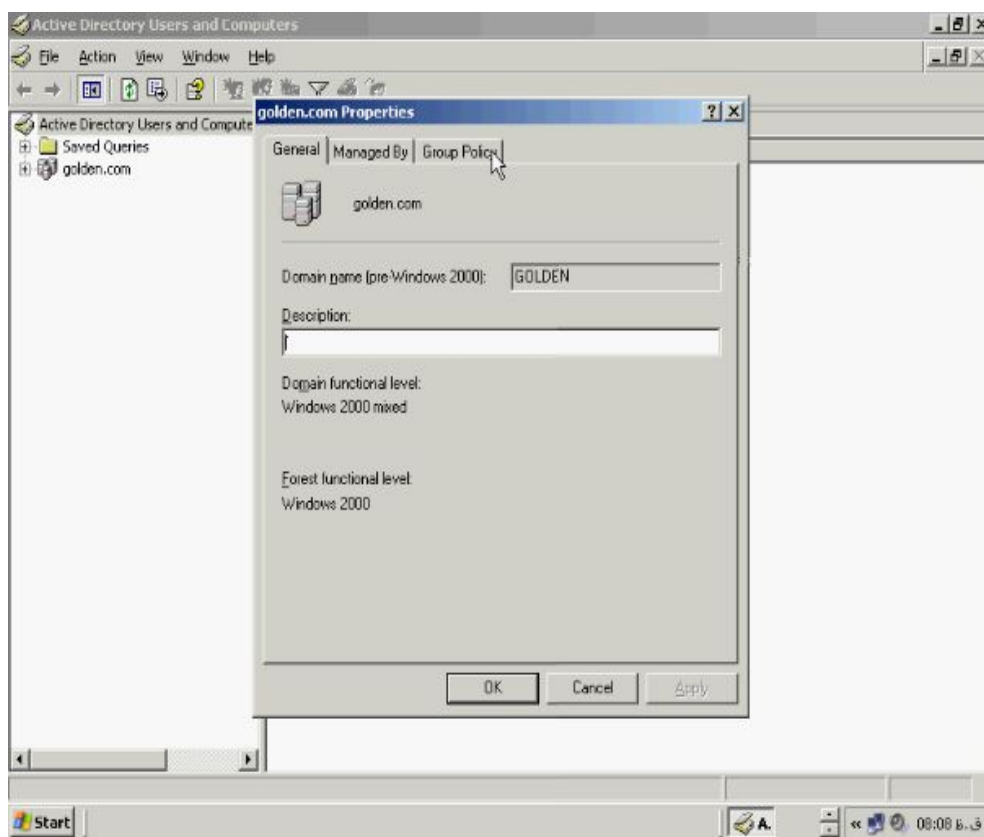 Active Directory Users and Computers
File Action View Window Help
Active Directory Users and Compute
Saved Queries
golden.com
golden.com Properties
General Managed By Group Policy
golden.com
Domain name (pre-Windows 2000): GOLDEN
Description:
Domain functional level:
Windows 2000 mixed
Forest functional level:
Windows 2000
OK Cancel Apply
Start A. « 08:08 ق.ظ